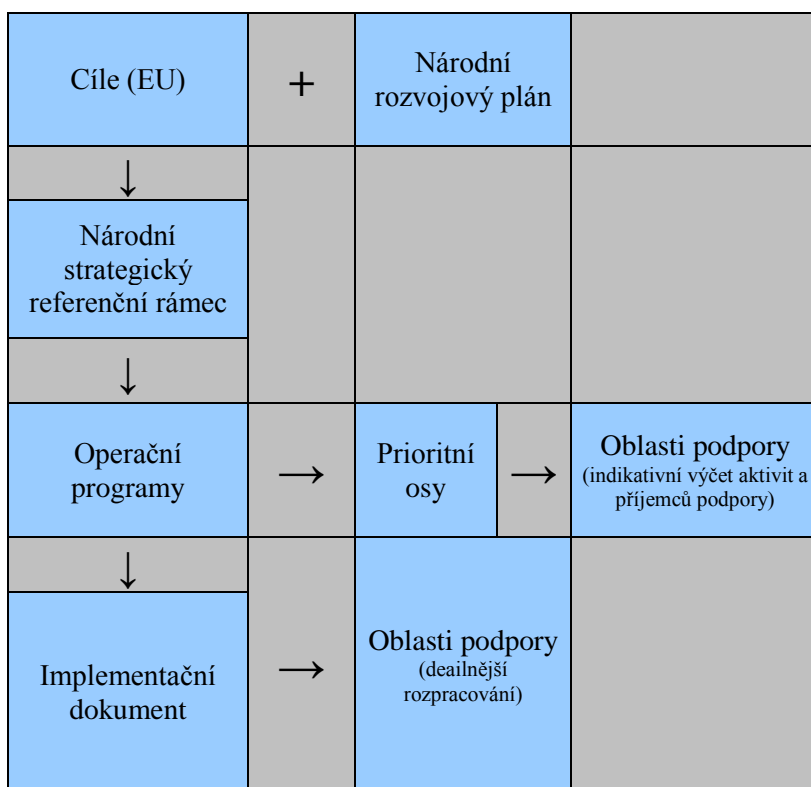 Cíle (EU)
+
Národní
rozvojový plán
↓
Národní
strategický
referenční rámec
↓
Operační
programy
→
Prioritní
osy
→
Oblasti podpory
(indikativní výčet aktivit a
příjemců podpory)
↓
Implementační
dokument
→
Oblasti podpory
(deailnější
rozpracování)